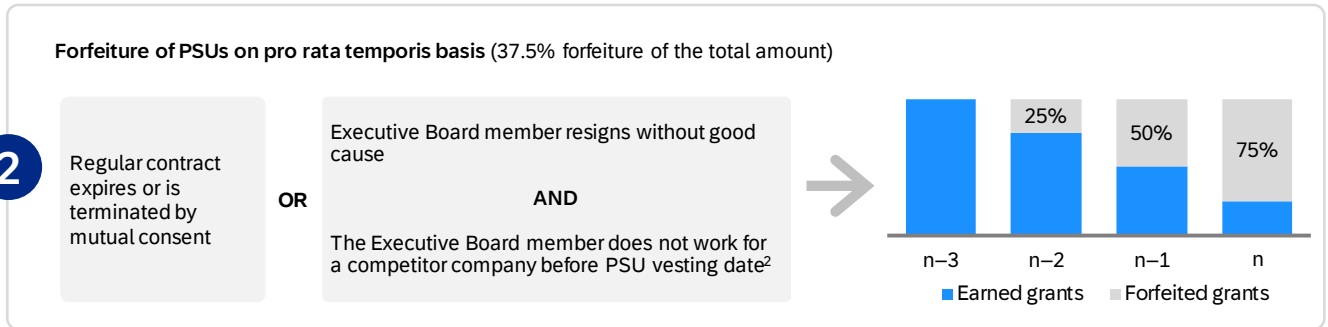 Forfeiture of PSUs on pro rata temporis basis (37.5% forfeiture of the total amount)
2
Regular contract
expires or is
terminated by
mutual consent
OR
Executive Board member resigns without good
cause
AND
The Executive Board member does not work for
a competitor company before PSU vesting date²
25%
50%
75%
n–3 n–2 n–1 n
Earned grants Forfeited grants